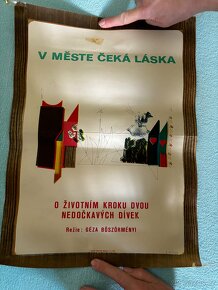 V MĚSTE ČEKÁ LÁSKA
O ŽIVOTNÍM KROKU DVOU
NEDOČKAVÝCH DÍVEK
Režie: GÉZA BÖSZÖRMÉNYI